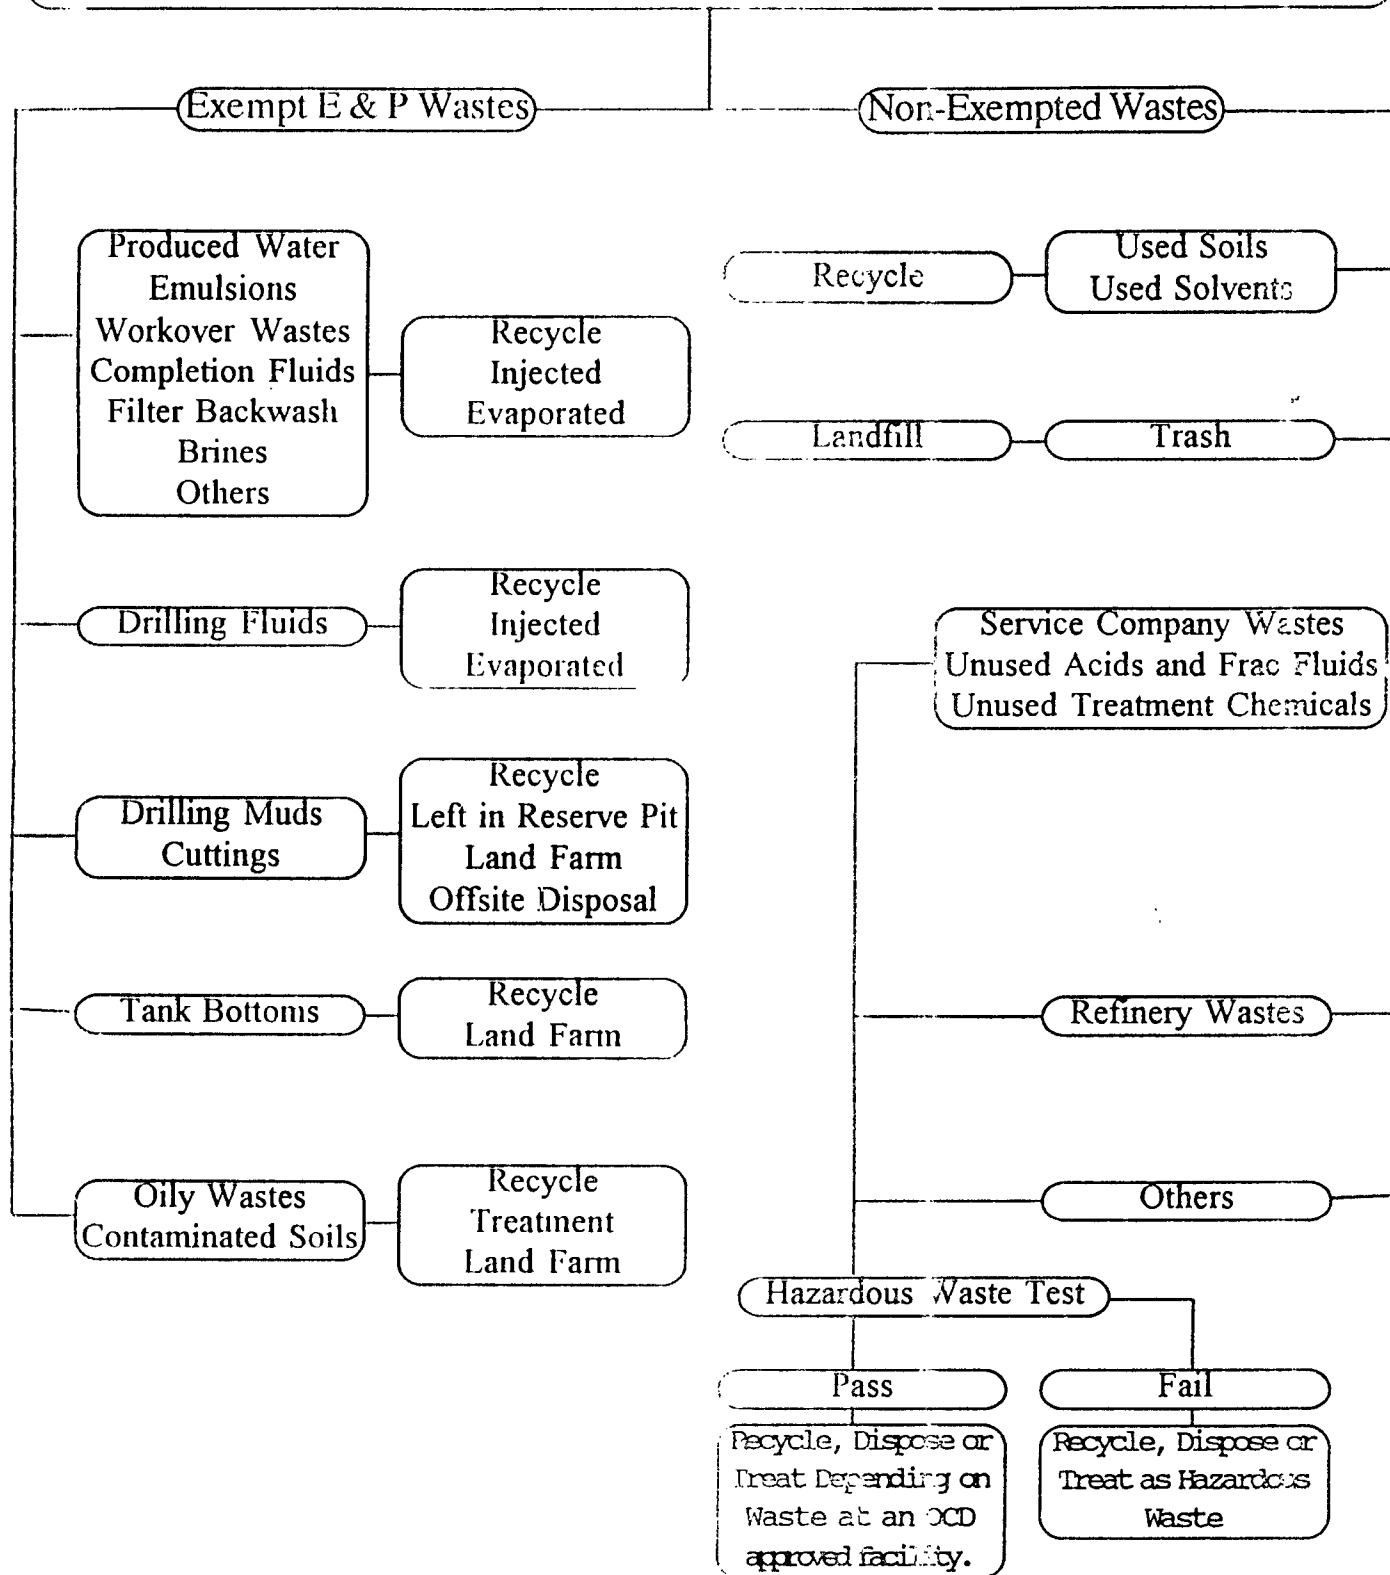 Exempt E & P Wastes
Non-Exempted Wastes
Produced Water
Emulsions
Workover Wastes
Completion Fluids
Filter Backwash
Brines
Others
Recycle
Injected
Evaporated
Drilling Fluids
Recycle
Injected
Evaporated
Drilling Muds
Cuttings
Recycle
Left in Reserve Pit
Land Farm
Offsite Disposal
Tank Bottoms
Recycle
Land Farm
Oily Wastes
Contaminated Soils
Recycle
Treatment
Land Farm
Recycle
Used Soils
Used Solvents
Landfill
Trash
Service Company Wastes
Unused Acids and Frac Fluids
Unused Treatment Chemicals
Refinery Wastes
Others
Hazardous Waste Test
Pass
Fail
Recycle, Dispose or
Treat Depending on
Waste at an OCD
approved facility.
Recycle, Dispose or
Treat as Hazardous
Waste